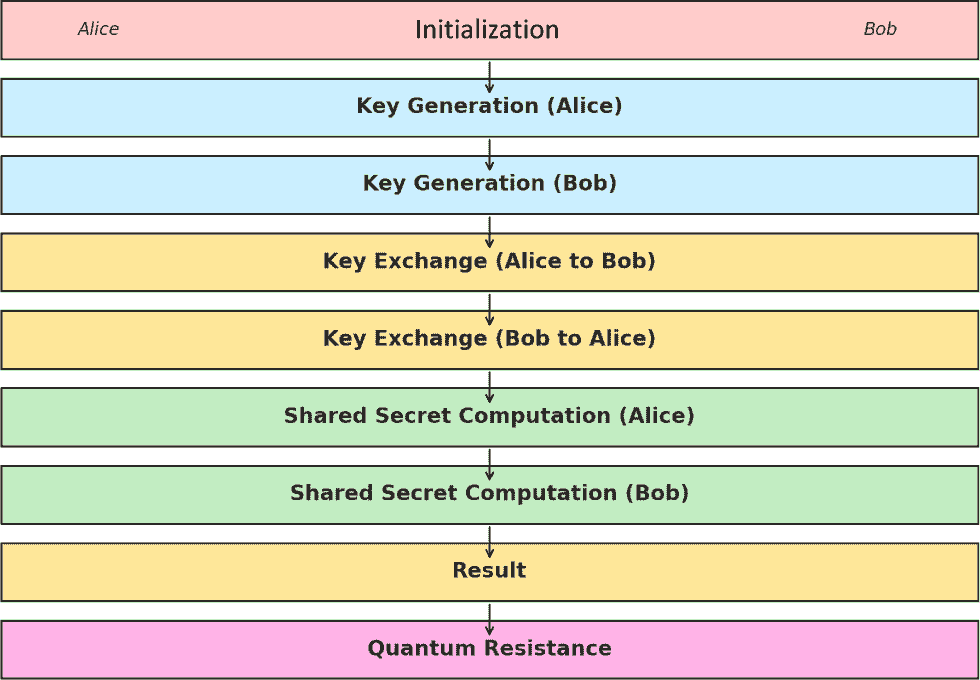 Alice Initialization Bob
Key Generation (Alice)
Key Generation (Bob)
Key Exchange (Alice to Bob)
Key Exchange (Bob to Alice)
Shared Secret Computation (Alice)
Shared Secret Computation (Bob)
Result
Quantum Resistance